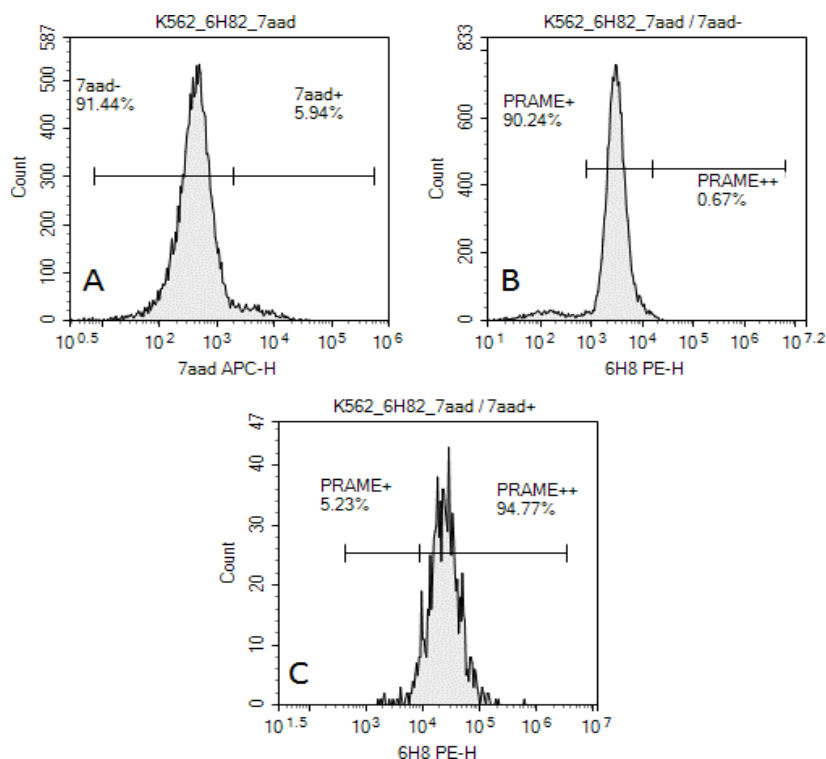 K562_6H82_7aad
587
500
400
300
200
100
0
Count
7aad-
91.44%
7aad+
5.94%
A
10^0.5 10^2 10^3 10^4 10^5 10^6
7aad APC-H
K562_6H82_7aad / 7aad-
833
600
400
200
0
Count
PRAME+
90.24%
PRAME++
0.67%
B
10^1 10^2 10^3 10^4 10^5 10^6 10^7.2
6H8 PE-H
K562_6H82_7aad / 7aad+
47
40
30
20
10
0
Count
PRAME+
5.23%
PRAME++
94.77%
C
10^1.5 10^3 10^4 10^5 10^6 10^7
6H8 PE-H